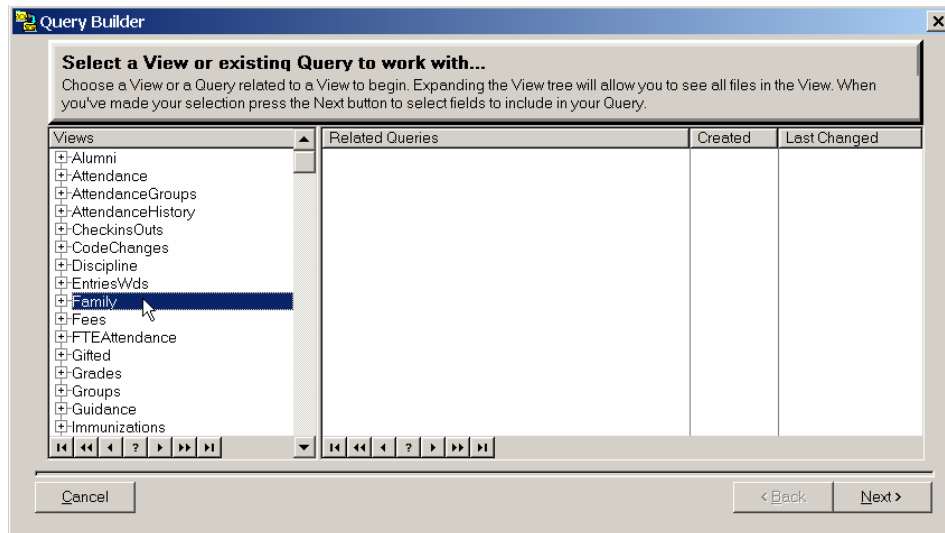 Query Builder
Select a View or existing Query to work with...
Choose a View or a Query related to a View to begin. Expanding the View tree will allow you to see all files in the View. When
you've made your selection press the Next button to select fields to include in your Query.
Views
Related Queries
Created
Last Changed
Alumni
Attendance
AttendanceGroups
AttendanceHistory
CheckinsOuts
CodeChanges
Discipline
EntriesWds
Family
Fees
FTEAttendance
Gifted
Grades
Groups
Guidance
Immunizations
Cancel
< Back
Next >